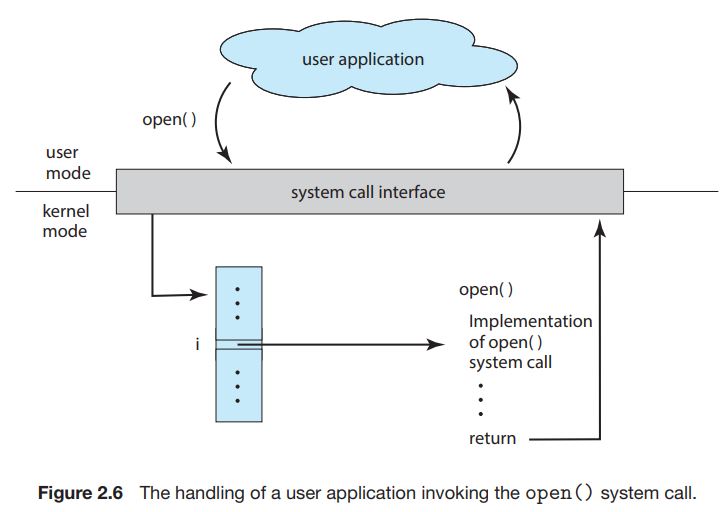 user application
open( )
user
mode
system call interface
kernel
mode
open( )
i
Implementation
of open( )
system call
return
Figure 2.6 The handling of a user application invoking the open() system call.